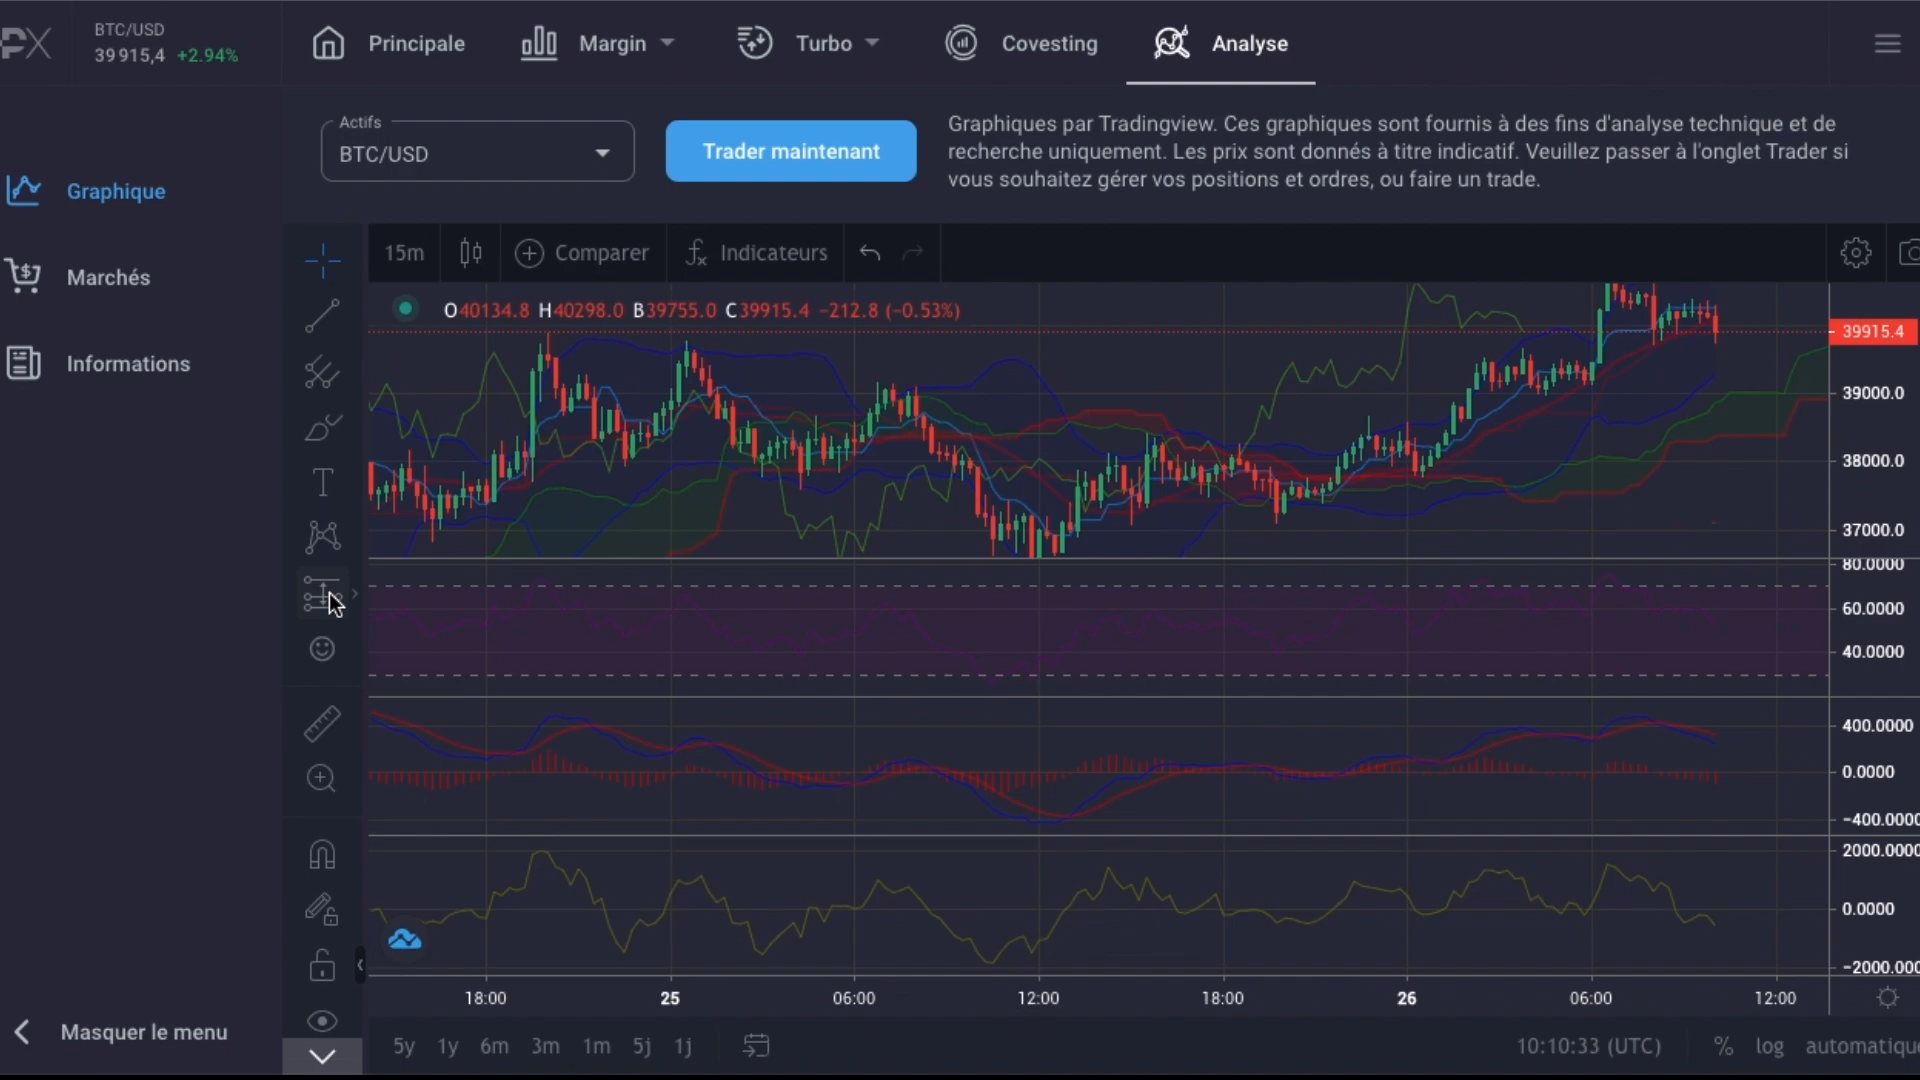 PX
BTC/USD
39 915,4 +2.94%
Principale
Margin
Turbo
Covesting
Analyse
Actifs
BTC/USD
Trader maintenant
Graphiques par Tradingview. Ces graphiques sont fournis à des fins d'analyse technique et de
recherche uniquement. Les prix sont donnés à titre indicatif. Veuillez passer à l'onglet Trader si
vous souhaitez gérer vos positions et ordres, ou faire un trade.
Graphique
Marchés
Informations
Masquer le menu
15m
Comparer
Indicateurs
O40134.8 H40298.0 B39755.0 C39915.4 −212.8 (−0.53%)
39915.4
39000.0
38000.0
37000.0
80.0000
60.0000
40.0000
400.0000
0.0000
−400.0000
2000.0000
0.0000
−2000.000
18:00
25
06:00
12:00
18:00
26
06:00
12:00
5y 1y 6m 3m 1m 5j 1j
10:10:33 (UTC)
% log automatique